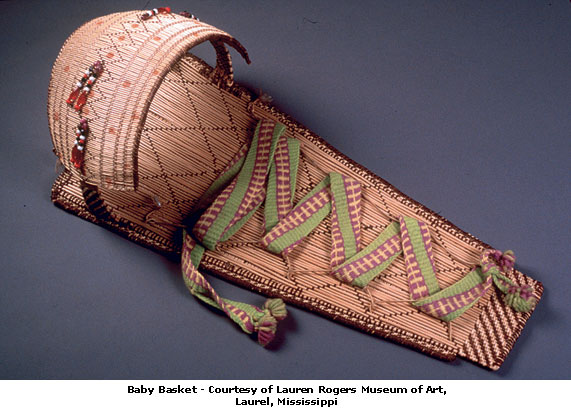 Baby Basket - Courtesy of Lauren Rogers Museum of Art,
Laurel, Mississippi